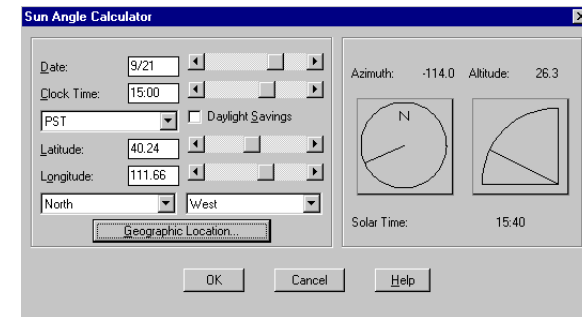 Sun Angle Calculator
Date: 9/21
Clock Time: 15:00
PST Daylight Savings
Latitude: 40.24
Longitude: 111.66
North West
Geographic Location...
Azimuth: -114.0 Altitude: 26.3
N
Solar Time: 15:40
OK Cancel Help